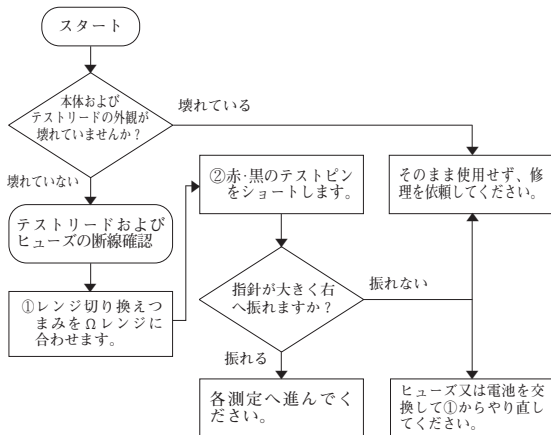 スタート
本体および
テストリードの外観が
壊れていませんか？
壊れている
壊れていない
テストリードおよび
ヒューズの断線確認
①レンジ切り換えつ
まみをΩレンジに
合わせます。
②赤･黒のテストピン
をショートします。
指針が大きく右
へ振れますか？
振れない
振れる
各測定へ進んでく
ださい。
そのまま使用せず、修
理を依頼してください。
ヒューズ又は電池を交
換して①からやり直し
てください。